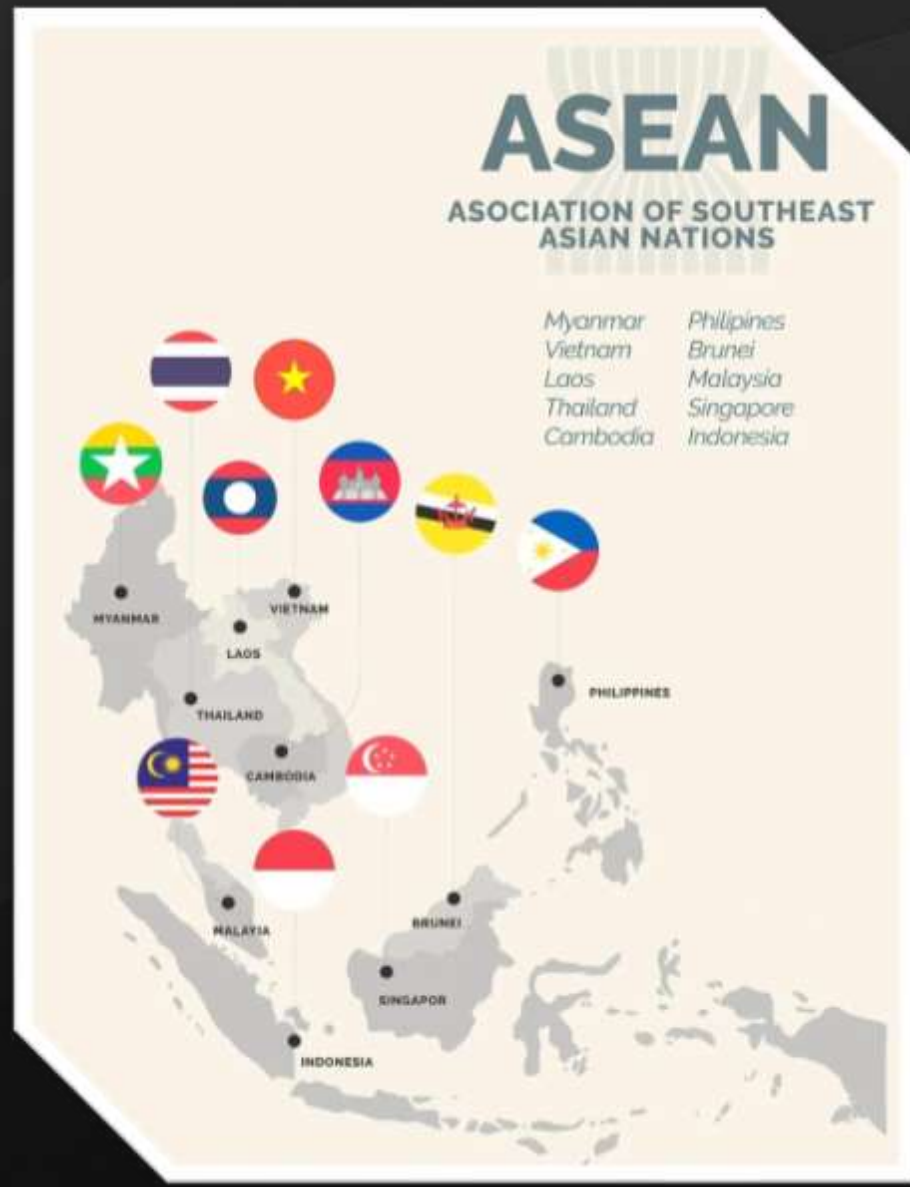 ASEAN
ASOCIATION OF SOUTHEAST
ASIAN NATIONS
Myanmar
Vietnam
Laos
Thailand
Cambodia
Philipines
Brunei
Malaysia
Singapore
Indonesia
MYANMAR
VIETNAM
LAOS
THAILAND
CAMBODIA
PHILIPPINES
MALAYIA
BRUNEI
SINGAPOR
INDONESIA